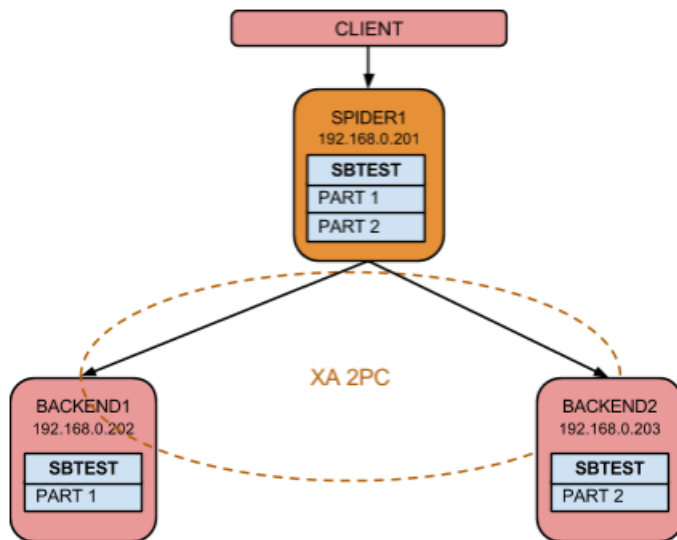 CLIENT
SPIDER1
192.168.0.201
SBTEST
PART 1
PART 2
XA 2PC
BACKEND1
192.168.0.202
SBTEST
PART 1
BACKEND2
192.168.0.203
SBTEST
PART 2